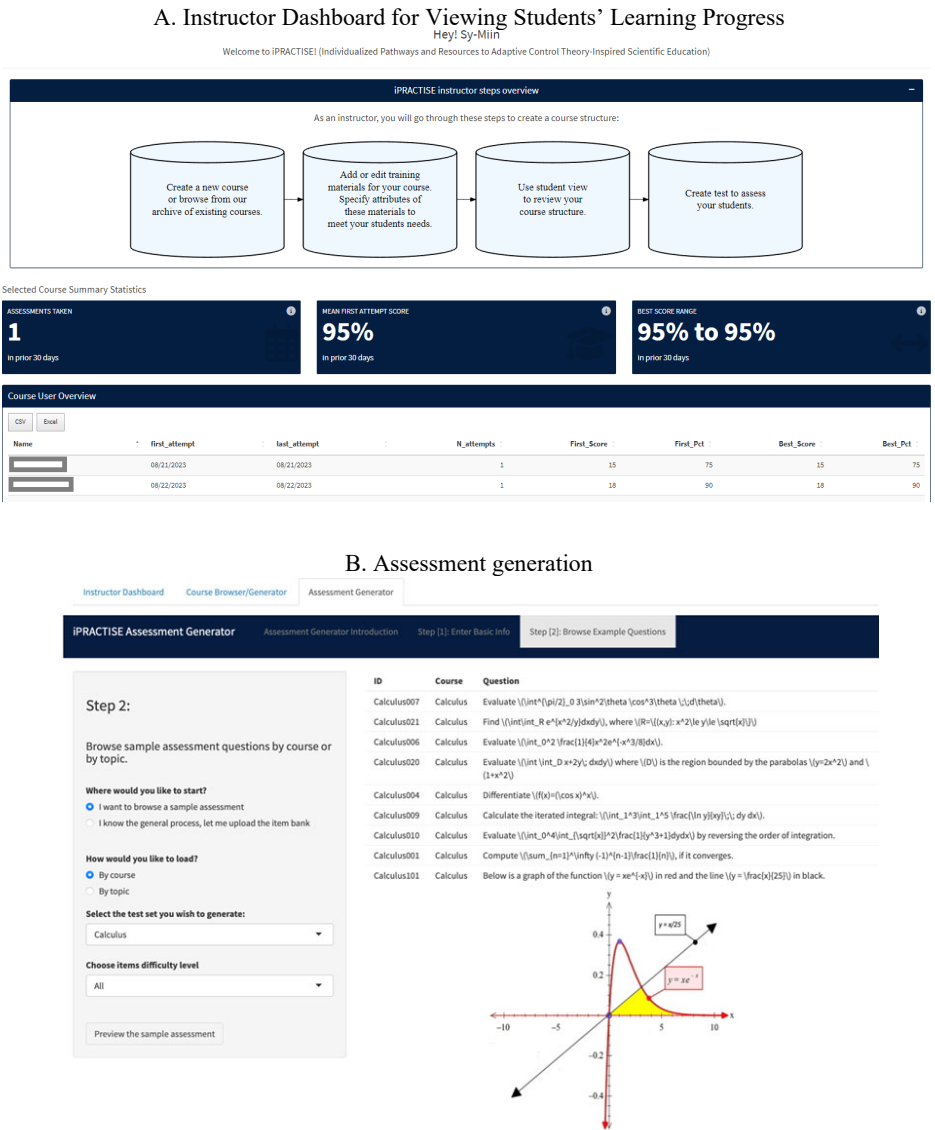 A. Instructor Dashboard for Viewing Students’ Learning Progress
Hey! Sy-Miin
Welcome to iPRACTISE! (Individualized Pathways and Resources to Adaptive Control Theory-Inspired Scientific Education)
iPRACTISE instructor steps overview
As an instructor, you will go through these steps to create a course structure:
Create a new course
or browse from our
archive of existing courses.
Add or edit training
materials for your course.
Specify attributes of
these materials to
meet your students needs.
Use student view
to review your
course structure.
Create test to assess
your students.
Selected Course Summary Statistics
ASSESSMENTS TAKEN
1
in prior 30 days
MEAN FIRST ATTEMPT SCORE
95%
in prior 30 days
BEST SCORE RANGE
95% to 95%
in prior 30 days
Course User Overview
CSV Excel
Name first_attempt last_attempt N_attempts First_Score First_Pct Best_Score Best_Pct
08/21/2023 08/21/2023 1 15 75 15 75
08/22/2023 08/22/2023 1 18 90 18 90
B. Assessment generation
Instructor Dashboard Course Browser/Generator Assessment Generator
iPRACTISE Assessment Generator Assessment Generator Introduction Step [1]: Enter Basic Info Step [2]: Browse Example Questions
Step 2:
Browse sample assessment questions by course or
by topic.
Where would you like to start?
I want to browse a sample assessment
I know the general process, let me upload the item bank
How would you like to load?
By course
By topic
Select the test set you wish to generate:
Calculus
Choose items difficulty level
All
Preview the sample assessment
ID Course Question
Calculus007 Calculus Evaluate \(\int^{\pi/2}_0 3\sin^2\theta \cos^3\theta \;\;d\theta\).
Calculus021 Calculus Find \(\int\int_R e^{x^2/y}dxdy\), where \(R=\{(x,y): x^2\le y\le \sqrt{x}\}\)
Calculus006 Calculus Evaluate \(\int_0^2 \frac{1}{4}x^2e^{-x^3/8}dx\).
Calculus020 Calculus Evaluate \(\int \int_D x+2y\; dxdy\) where \(D\) is the region bounded by the parabolas \(y=2x^2\) and \
(1+x^2\)
Calculus004 Calculus Differentiate \(f(x)=(\cos x)^x\).
Calculus009 Calculus Calculate the iterated integral: \(\int_1^3\int_1^5 \frac{\ln y}{xy}\;\; dy dx\).
Calculus010 Calculus Evaluate \(\int_0^4\int_{\sqrt{x}}^2\frac{1}{y^3+1}dydx\) by reversing the order of integration.
Calculus001 Calculus Compute \(\sum_{n=1}^\infty (-1)^{n-1}\frac{1}{n}\), if it converges.
Calculus101 Calculus Below is a graph of the function \(y = xe^{-x}\) in red and the line \(y = \frac{x}{25}\) in black.
y
0.4
y = x/25
0.2
y = xe⁻ˣ
x
−10 −5 5 10
−0.2
−0.4